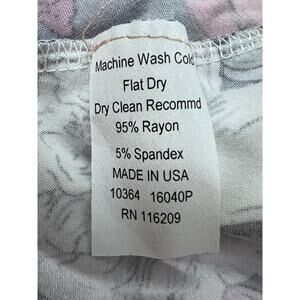 Machine Wash Cold
Flat Dry
Dry Clean Recommd
95% Rayon
5% Spandex
MADE IN USA
10364 16040P
RN 116209